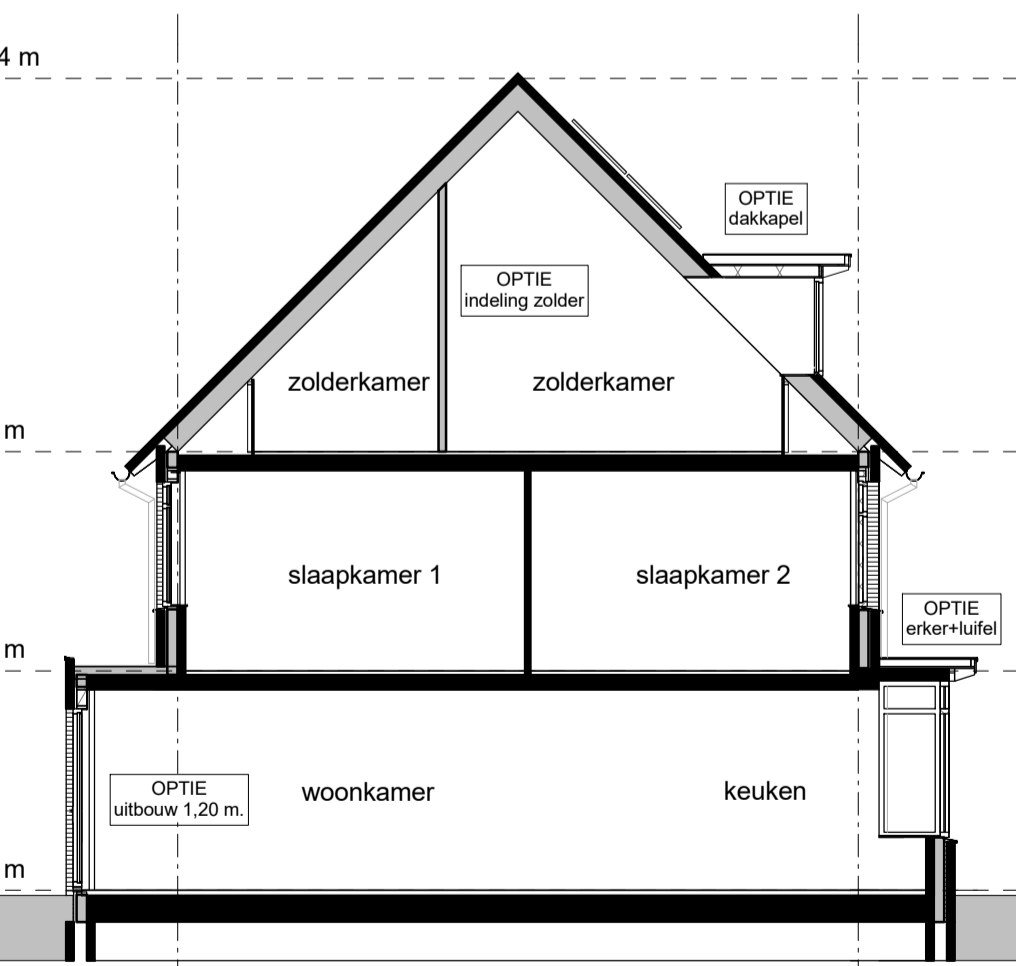 4 m
OPTIE
dakkapel
OPTIE
indeling zolder
zolderkamer
zolderkamer
m
slaapkamer 1
slaapkamer 2
OPTIE
erker+luifel
m
OPTIE
uitbouw 1,20 m.
woonkamer
keuken
m